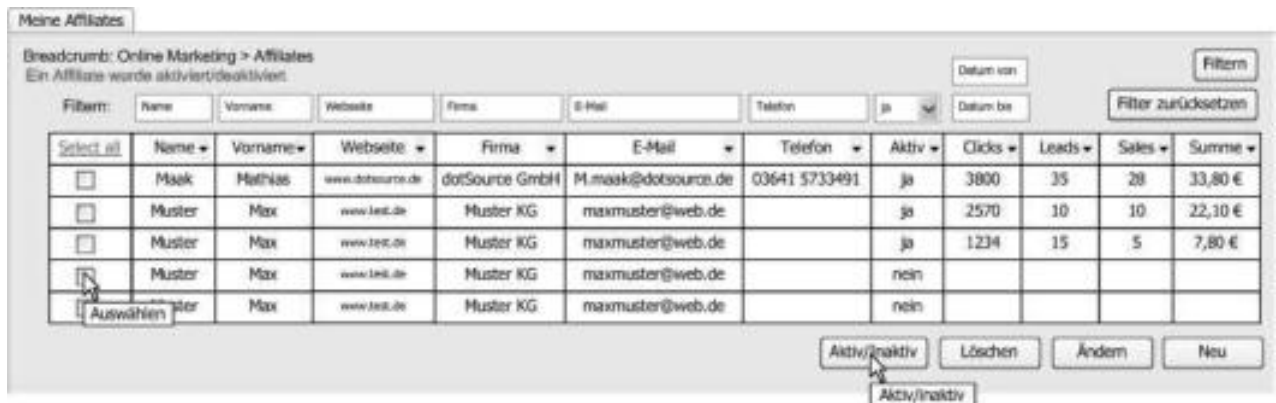 Meine Affiliates
Breadcrumb: Online Marketing > Affiliates
Ein Affiliate wurde aktiviert/deaktiviert
Datum von
Filtern
Filtern: Name Vorname Webseite Firma E-Mail Telefon ja Datum bis Filter zurücksetzen
Select all Name Vorname Webseite Firma E-Mail Telefon Aktiv Clicks Leads Sales Summe
Maak Mathias www.dotsource.de dotSource GmbH M.maak@dotsource.de 03641 5733491 ja 3800 35 28 33,80 €
Muster Max www.test.de Muster KG maxmuster@web.de ja 2570 10 10 22,10 €
Muster Max www.test.de Muster KG maxmuster@web.de ja 1234 15 5 7,80 €
Muster Max www.test.de Muster KG maxmuster@web.de nein
Auswählen ster Max www.test.de Muster KG maxmuster@web.de nein
Aktiv/Inaktiv Löschen Ändern Neu
Aktiv/inaktiv